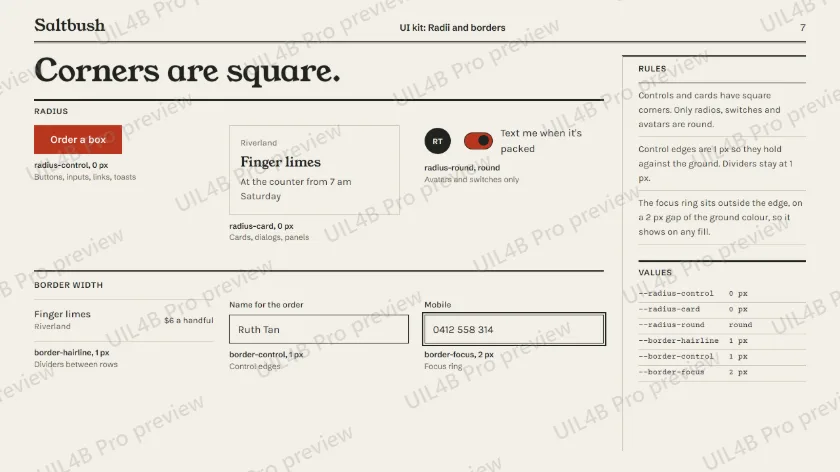 Saltbush
UI kit: Radii and borders
7
Corners are square.
RADIUS
Order a box
radius-control, 0 px
Buttons, inputs, links, toasts
Riverland
Finger limes
At the counter from 7 am
Saturday
radius-card, 0 px
Cards, dialogs, panels
RT
Text me when it's
packed
radius-round, round
Avatars and switches only
BORDER WIDTH
Finger limes
Riverland
$6 a handful
border-hairline, 1 px
Dividers between rows
Name for the order
Ruth Tan
border-control, 1 px
Control edges
Mobile
0412 558 314
border-focus, 2 px
Focus ring
RULES
Controls and cards have square
corners. Only radios, switches and
avatars are round.
Control edges are 1 px so they hold
against the ground. Dividers stay at 1
px.
The focus ring sits outside the edge, on
a 2 px gap of the ground colour, so it
shows on any fill.
VALUES
--radius-control 0 px
--radius-card 0 px
--radius-round round
--border-hairline 1 px
--border-control 1 px
--border-focus 2 px
UIL4B Pro preview